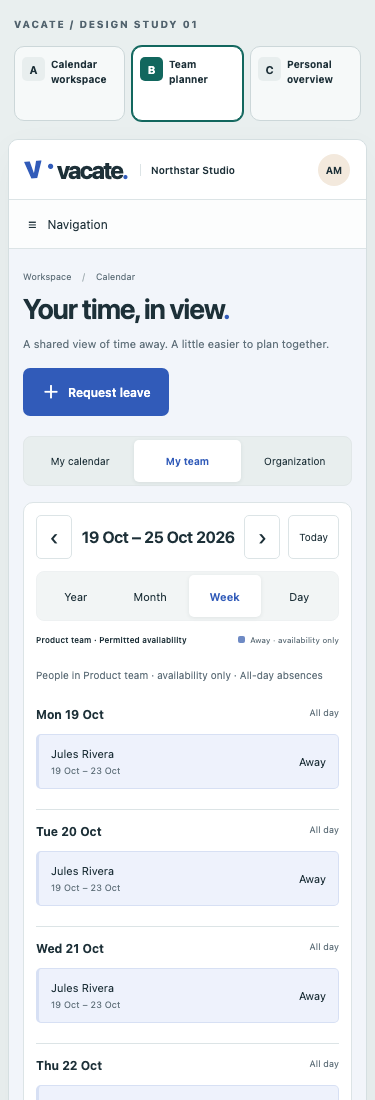 VACATE / DESIGN STUDY 01
A Calendar workspace
B Team planner
C Personal overview
V vacate. Northstar Studio AM
≡ Navigation
Workspace / Calendar
Your time, in view.
A shared view of time away. A little easier to plan together.
+ Request leave
My calendar My team Organization
‹ 19 Oct – 25 Oct 2026 › Today
Year Month Week Day
Product team · Permitted availability Away · availability only
People in Product team · availability only · All-day absences
Mon 19 Oct All day
Jules Rivera
19 Oct – 23 Oct
Away
Tue 20 Oct All day
Jules Rivera
19 Oct – 23 Oct
Away
Wed 21 Oct All day
Jules Rivera
19 Oct – 23 Oct
Away
Thu 22 Oct All day